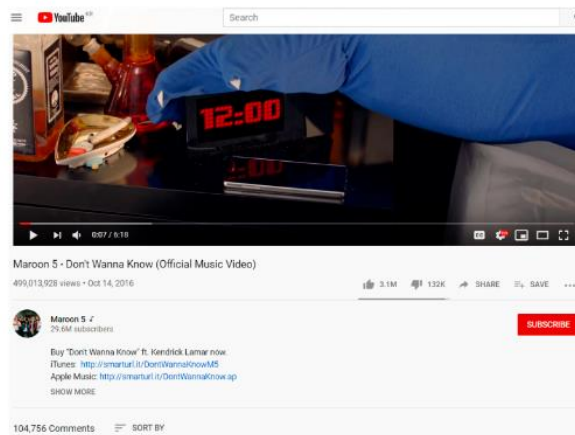 YouTube
Search
12:00
0:07 / 6:18
Maroon 5 - Don't Wanna Know (Official Music Video)
499,013,928 views • Oct 14, 2016
3.1M
132K
SHARE
SAVE
Maroon 5
29.6M subscribers
SUBSCRIBE
Buy "Don't Wanna Know" ft. Kendrick Lamar now.
iTunes: http://smarturl.it/DontWannaKnowM5
Apple Music: http://smarturl.it/DontWannaKnow.ap
SHOW MORE
104,756 Comments
SORT BY